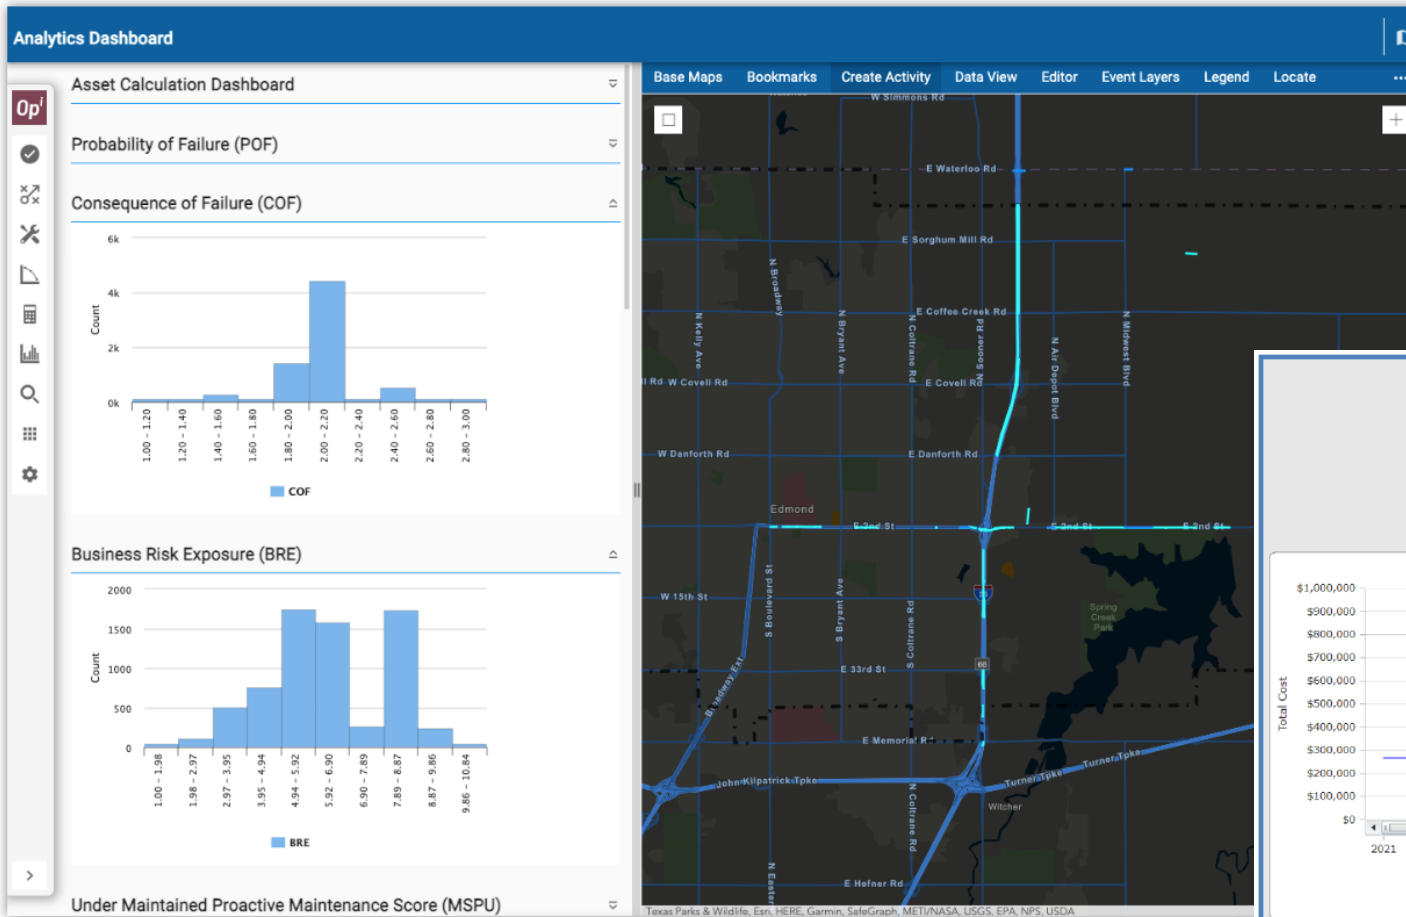 Analytics Dashboard
Opi
Asset Calculation Dashboard
Probability of Failure (POF)
Consequence of Failure (COF)
6k
4k
2k
0k
Count
1.00 – 1.20
1.20 – 1.40
1.40 – 1.60
1.60 – 1.80
1.80 – 2.00
2.00 – 2.20
2.20 – 2.40
2.40 – 2.60
2.60 – 2.80
2.80 – 3.00
COF
Business Risk Exposure (BRE)
2000
1500
1000
500
0
Count
1.00 – 1.98
1.98 – 2.97
2.97 – 3.95
3.95 – 4.94
4.94 – 5.92
5.92 – 6.90
6.90 – 7.89
7.89 – 8.87
8.87 – 9.86
9.86 – 10.84
BRE
Under Maintained Proactive Maintenance Score (MSPU)
Base Maps Bookmarks Create Activity Data View Editor Event Layers Legend Locate
W Simmons Rd
E Waterloo Rd
E Sorghum Mill Rd
N Broadway
E Coffee Creek Rd
N Kelly Ave
N Bryant Ave
N Coltrane Rd
N Sooner Rd
N Air Depot Blvd
N Midwest Blvd
ll Rd W Covell Rd
E Covell Rd
W Danforth Rd
E Danforth Rd
Edmond
E 2nd St
E 2nd St
E 2nd St
W 15th St
S Boulevard St
S Bryant Ave
S Coltrane Rd
Spring
Creek
Park
66
E 33rd St
Broadway Ext
E Memorial R
John Kilpatrick Tpke
Turner Tpke
Turner Tpke
Witcher
N Coltrane Rd
N Easter
E Hefner Rd
Texas Parks & Wildlife, Esri, HERE, Garmin, SafeGraph, METI/NASA, USGS, EPA, NPS, USDA
$1,000,000
$900,000
$800,000
$700,000
$600,000
$500,000
$400,000
$300,000
$200,000
$100,000
$0
Total Cost
2021